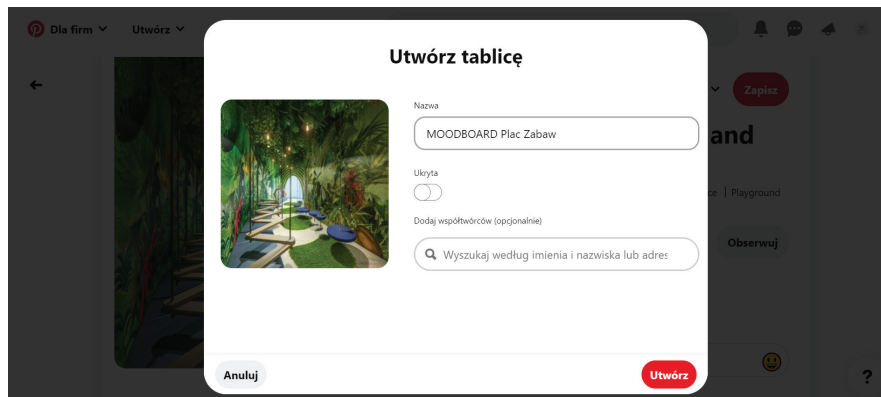 Dla firm
Utwórz
Utwórz tablicę
Zapisz
Nazwa
MOODBOARD Plac Zabaw
and
Ukryta
ce | Playground
Dodaj współtwórców (opcjonalnie)
Obserwuj
Wyszukaj według imienia i nazwiska lub adres
Anuluj
Utwórz
?